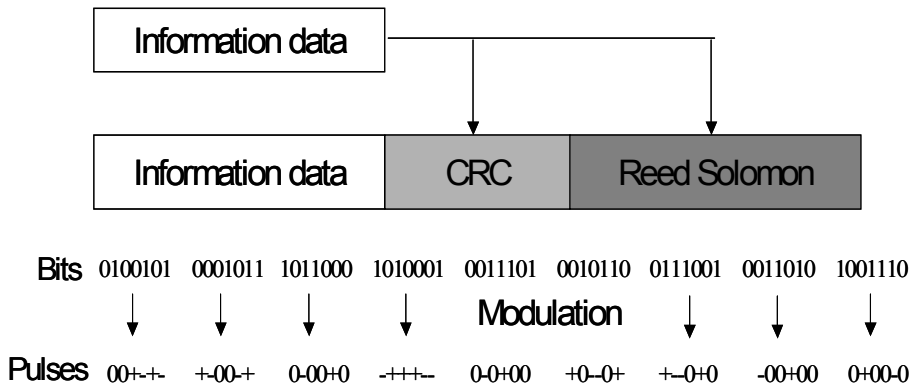 Information data
Information data CRC Reed Solomon
Bits 0100101 0001011 1011000 1010001 0011101 0010110 0111001 0011010 1001110
Modulation
Pulses 00+-+- +-00-+ 0-00+0 -+++-- 0-0+00 +0--0+ +--0+0 -00+00 0+00-0